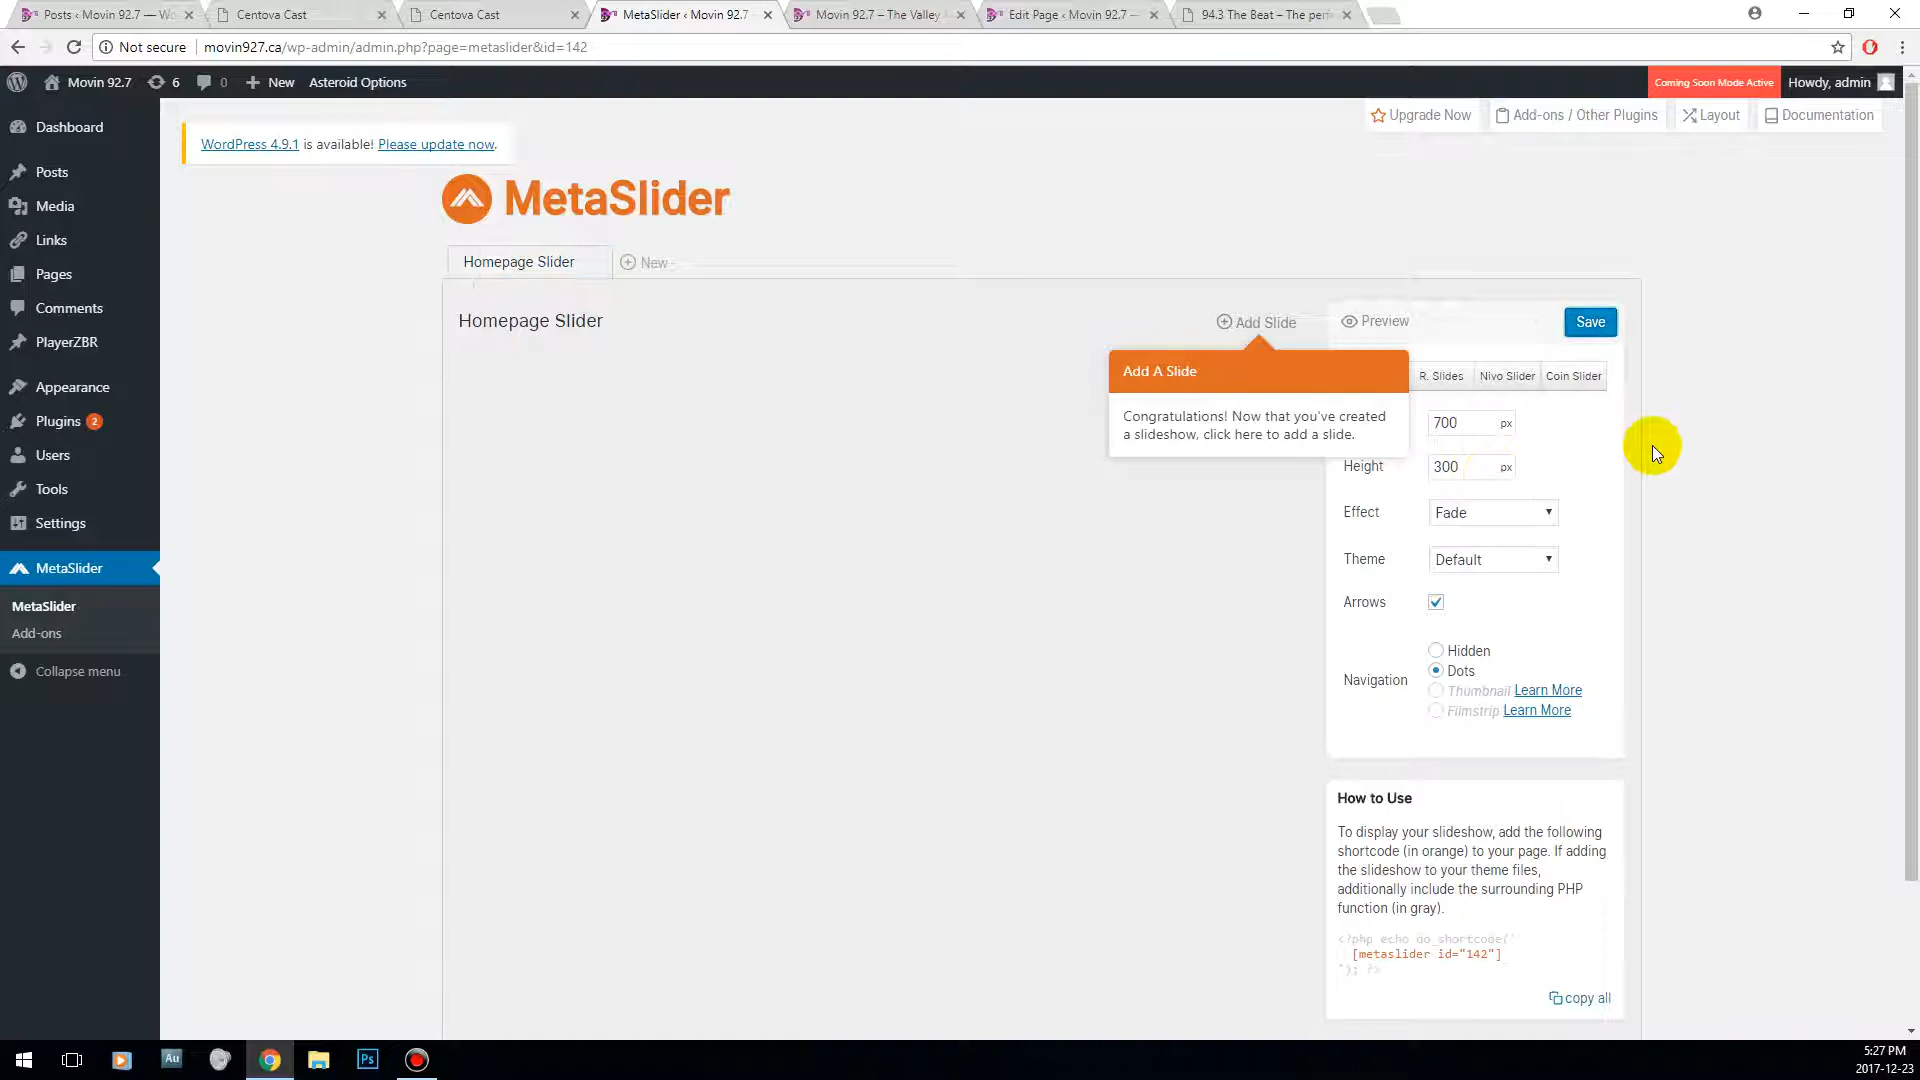 Posts ‹ Movin 92.7 — Wo
Centova Cast
Centova Cast
MetaSlider ‹ Movin 92.7
Movin 92.7 – The Valley
Edit Page ‹ Movin 92.7 —
94.3 The Beat – The perf
Not secure movin927.ca/wp-admin/admin.php?page=metaslider&id=142
Movin 92.7 6 0 New Asteroid Options
Coming Soon Mode Active
Howdy, admin
Upgrade Now
Add-ons / Other Plugins
Layout
Documentation
WordPress 4.9.1 is available! Please update now.
Dashboard
Posts
Media
Links
Pages
Comments
PlayerZBR
Appearance
Plugins 2
Users
Tools
Settings
MetaSlider
MetaSlider
Add-ons
Collapse menu
MetaSlider
Homepage Slider
New
Homepage Slider
Add Slide
Preview
Save
Add A Slide
Congratulations! Now that you've created
a slideshow, click here to add a slide.
R. Slides
Nivo Slider
Coin Slider
700 px
Height 300 px
Effect Fade
Theme Default
Arrows
Navigation
Hidden
Dots
Thumbnail Learn More
Filmstrip Learn More
How to Use
To display your slideshow, add the following
shortcode (in orange) to your page. If adding
the slideshow to your theme files,
additionally include the surrounding PHP
function (in gray).
<?php echo do_shortcode('
[metaslider id="142"]
'); ?>
copy all
Au
Ps
5:27 PM
2017-12-23